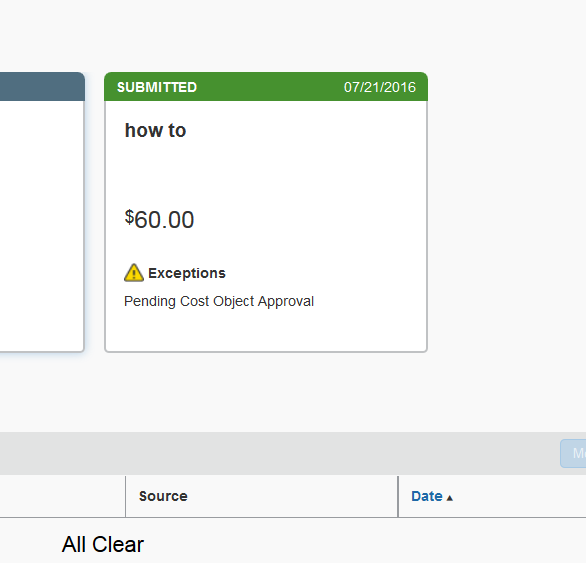 SUBMITTED 07/21/2016
how to
$60.00
Exceptions
Pending Cost Object Approval
Source Date
All Clear